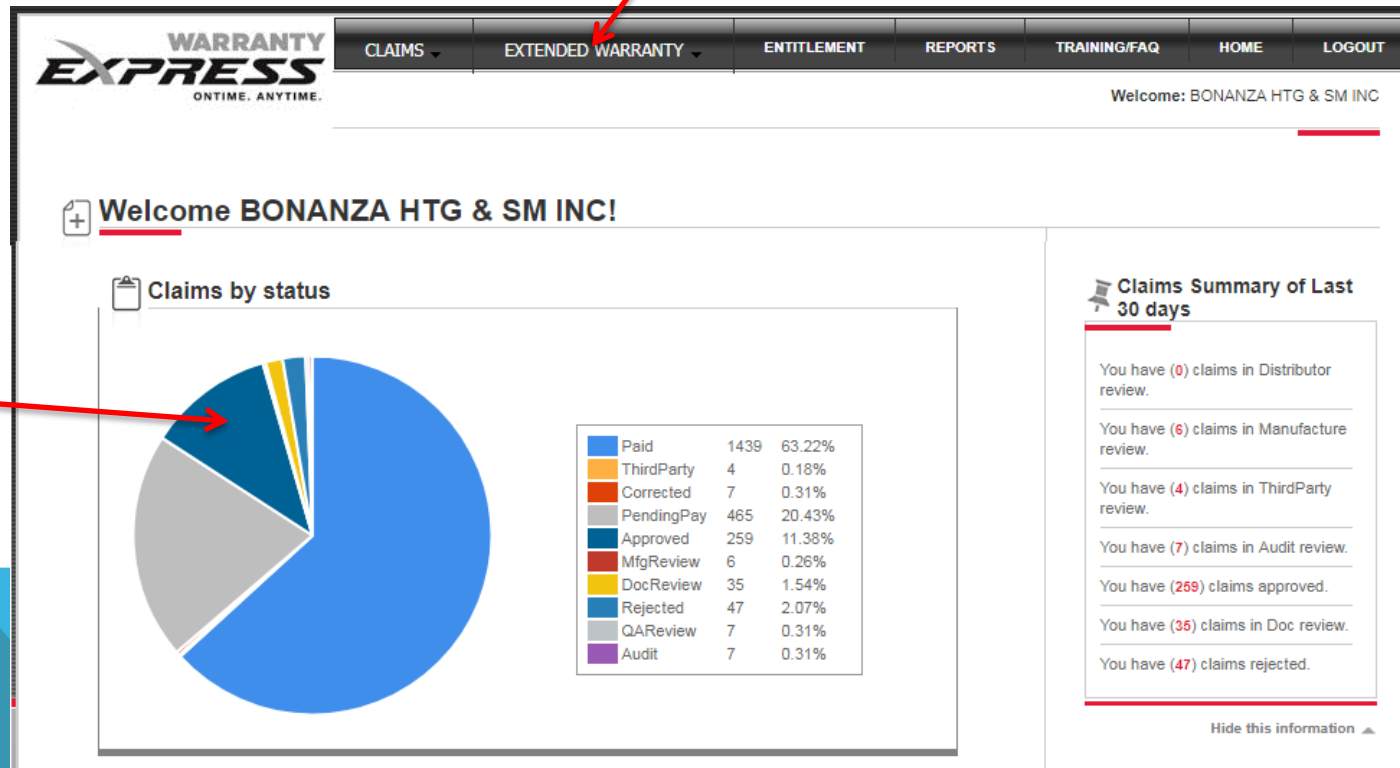 WARRANTY
EXPRESS
ONTIME. ANYTIME.
CLAIMS
EXTENDED WARRANTY
ENTITLEMENT
REPORTS
TRAINING/FAQ
HOME
LOGOUT
Welcome: BONANZA HTG & SM INC
Welcome BONANZA HTG & SM INC!
Claims by status
Paid 1439 63.22%
ThirdParty 4 0.18%
Corrected 7 0.31%
PendingPay 465 20.43%
Approved 259 11.38%
MfgReview 6 0.26%
DocReview 35 1.54%
Rejected 47 2.07%
QAReview 7 0.31%
Audit 7 0.31%
Claims Summary of Last
30 days
You have (0) claims in Distributor
review.
You have (6) claims in Manufacture
review.
You have (4) claims in ThirdParty
review.
You have (7) claims in Audit review.
You have (259) claims approved.
You have (35) claims in Doc review.
You have (47) claims rejected.
Hide this information